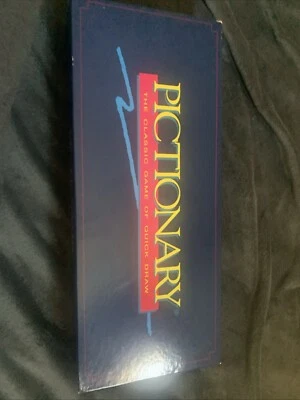 PICTIONARY
THE CLASSIC GAME OF QUICK DRAW